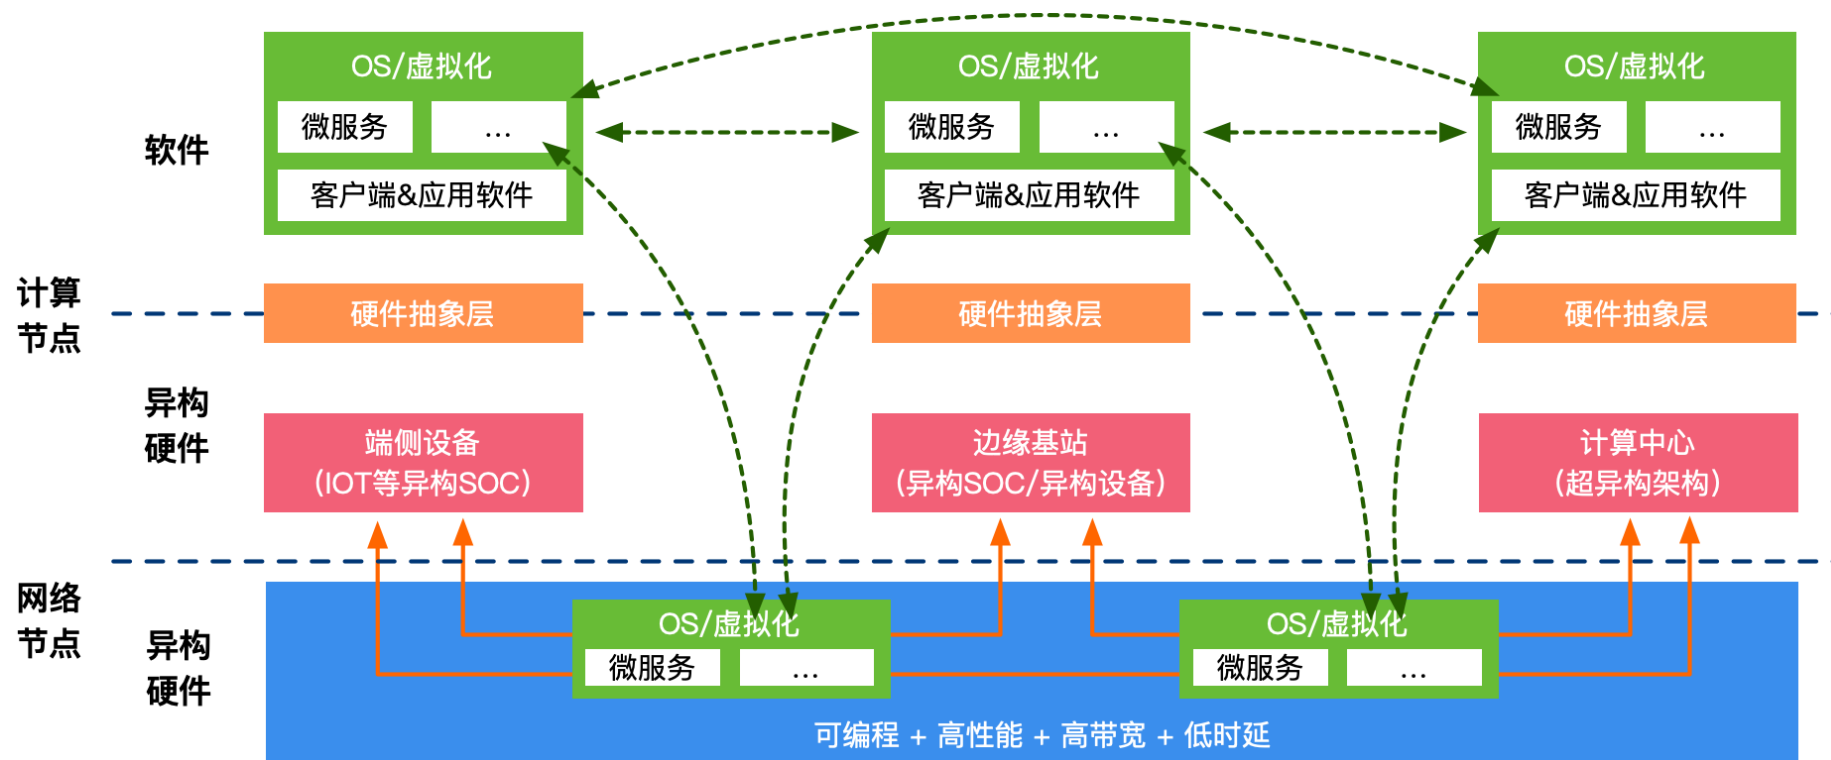 OS/虚拟化
OS/虚拟化
OS/虚拟化
软件
微服务
...
微服务
...
微服务
...
客户端&应用软件
客户端&应用软件
客户端&应用软件
计算
节点
硬件抽象层
硬件抽象层
硬件抽象层
异构
硬件
端侧设备
（IOT等异构SOC）
边缘基站
（异构SOC/异构设备）
计算中心
（超异构架构）
网络
节点
异构
硬件
OS/虚拟化
OS/虚拟化
微服务
...
微服务
...
可编程 + 高性能 + 高带宽 + 低时延